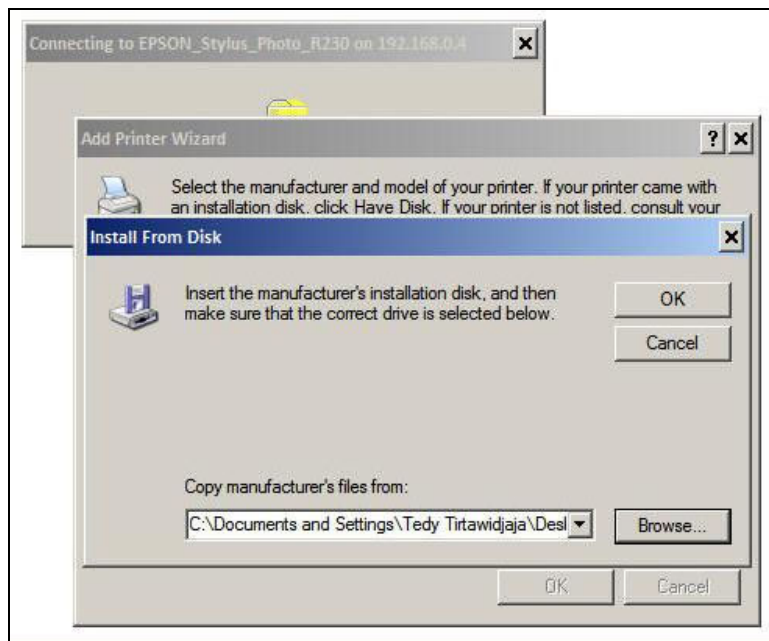 Connecting to EPSON_Stylus_Photo_R230 on 192.168.0.4
Add Printer Wizard
Select the manufacturer and model of your printer. If your printer came with
an installation disk, click Have Disk. If your printer is not listed, consult your
Install From Disk
Insert the manufacturer's installation disk, and then
make sure that the correct drive is selected below.
OK
Cancel
Copy manufacturer's files from:
C:\Documents and Settings\Tedy Tirtawidjaja\Desl
Browse...
OK
Cancel